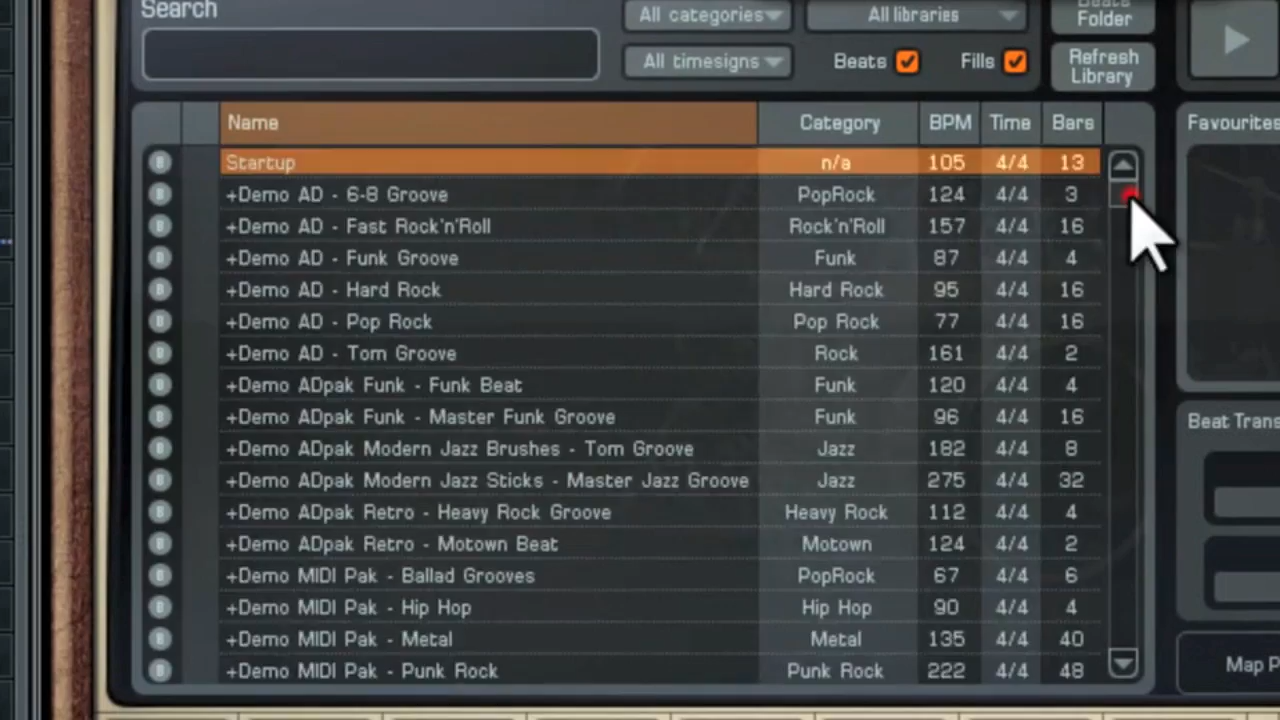 Search
All categories
All libraries
Beats
Folder
All timesigns
Beats
Fills
Refresh
Library
Name Category BPM Time Bars
Favourites
Startup n/a 105 4/4 13
+Demo AD - 6-8 Groove PopRock 124 4/4 3
+Demo AD - Fast Rock'n'Roll Rock'n'Roll 157 4/4 16
+Demo AD - Funk Groove Funk 87 4/4 4
+Demo AD - Hard Rock Hard Rock 95 4/4 16
+Demo AD - Pop Rock Pop Rock 77 4/4 16
+Demo AD - Tom Groove Rock 161 4/4 2
+Demo ADpak Funk - Funk Beat Funk 120 4/4 4
+Demo ADpak Funk - Master Funk Groove Funk 96 4/4 16
Beat Trans
+Demo ADpak Modern Jazz Brushes - Tom Groove Jazz 182 4/4 8
+Demo ADpak Modern Jazz Sticks - Master Jazz Groove Jazz 275 4/4 32
+Demo ADpak Retro - Heavy Rock Groove Heavy Rock 112 4/4 4
+Demo ADpak Retro - Motown Beat Motown 124 4/4 2
+Demo MIDI Pak - Ballad Grooves PopRock 67 4/4 6
+Demo MIDI Pak - Hip Hop Hip Hop 90 4/4 4
+Demo MIDI Pak - Metal Metal 135 4/4 40
+Demo MIDI Pak - Punk Rock Punk Rock 222 4/4 48
Map P